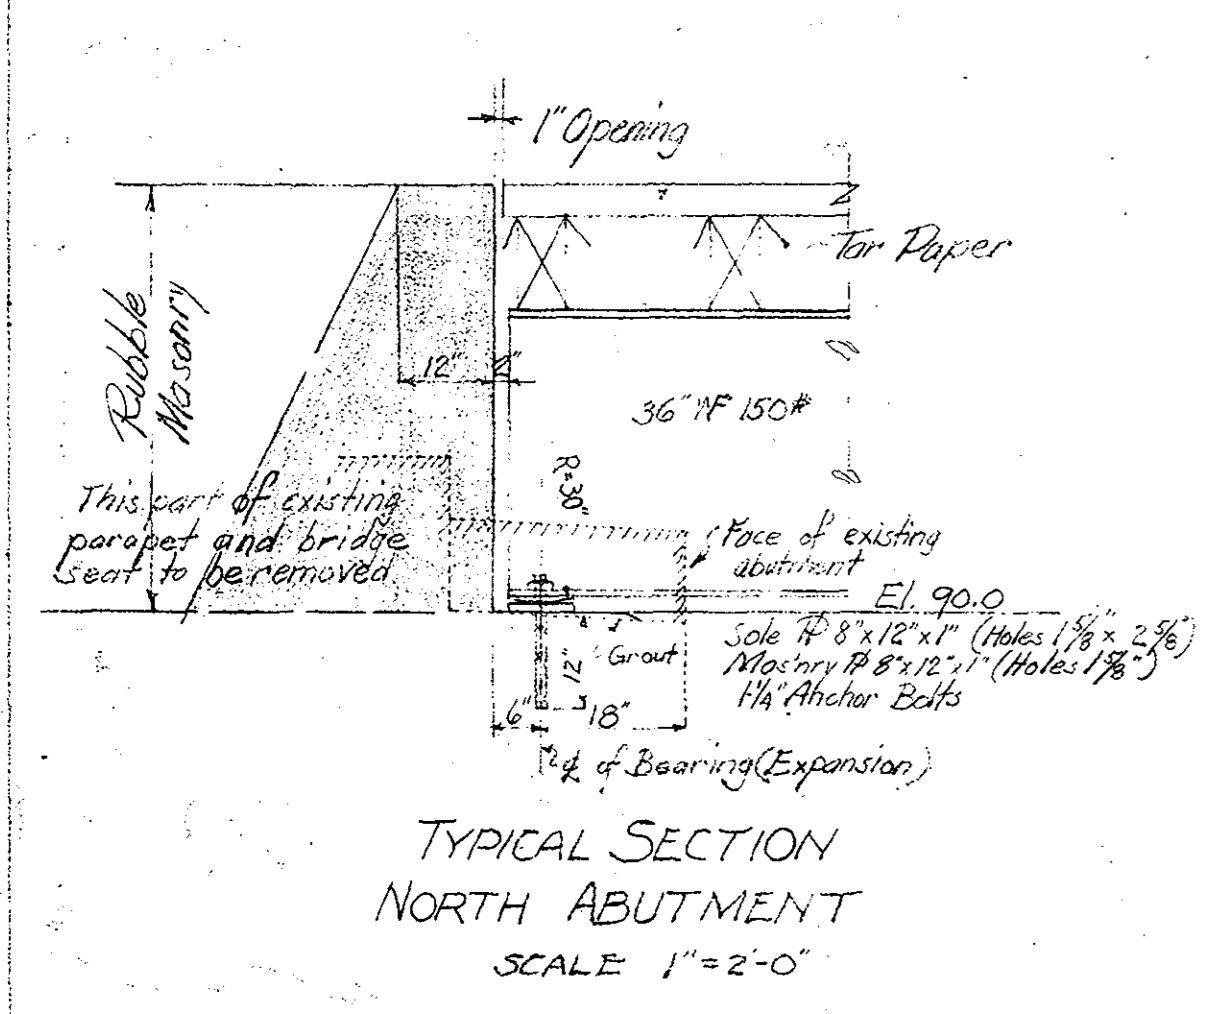 1" Opening
Tar Paper
Rubble
Masonry
12" 2"
36" WF 150#
R=30"
This part of existing
parapet and bridge
seat to be removed
Face of existing
abutment
El. 90.0
Sole ⅊ 8"x12"x1" (Holes 1⅝" x 2⅝")
Masnry ⅊ 8"x12"x1" (Holes 1⅝")
1¼" Anchor Bolts
12"
Grout
6"
18"
℄ of Bearing (Expansion)
TYPICAL SECTION
NORTH ABUTMENT
SCALE 1"=2'-0"